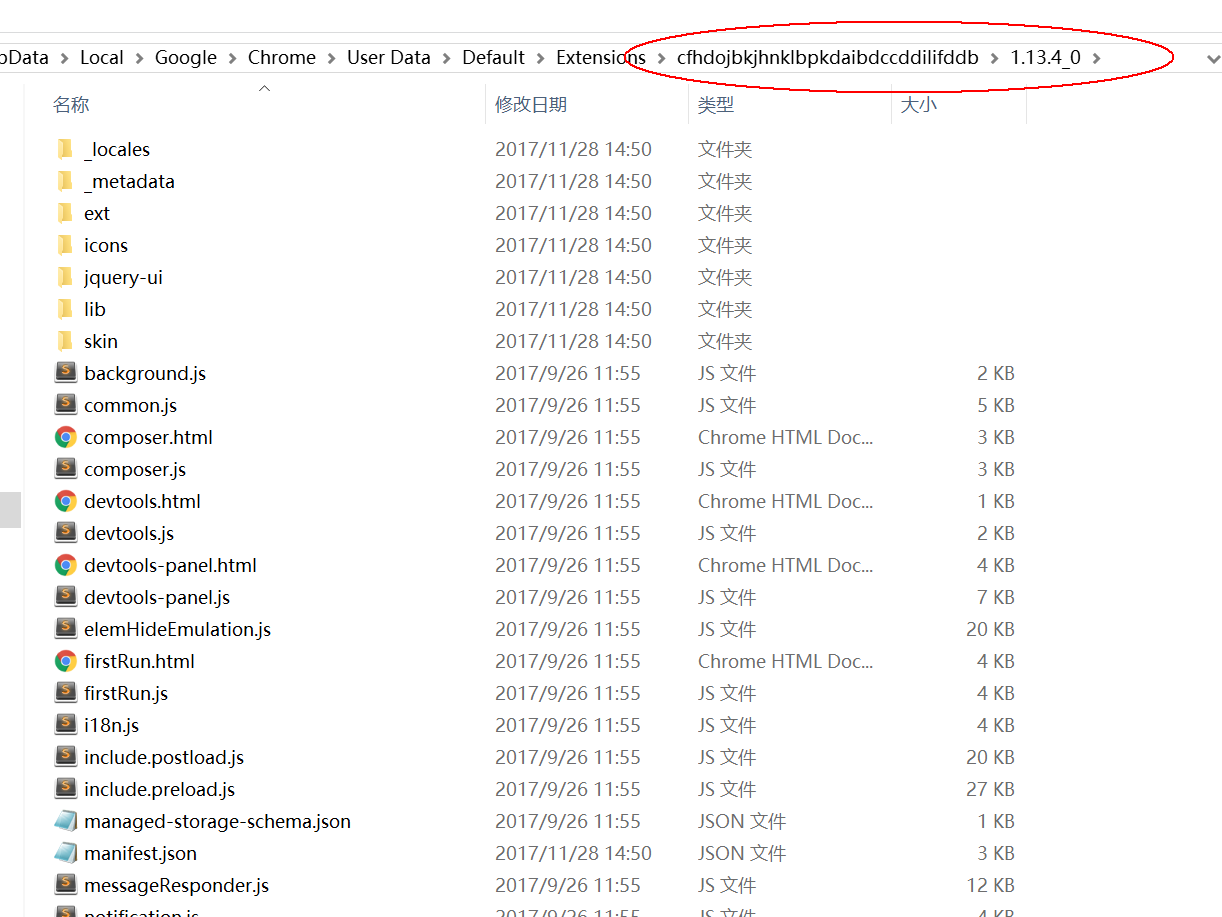 pData > Local > Google > Chrome > User Data > Default > Extensions > cfhdojbkjhnklbpkdaibdccddilifddb > 1.13.4_0 >
名称 修改日期 类型 大小
_locales 2017/11/28 14:50 文件夹
_metadata 2017/11/28 14:50 文件夹
ext 2017/11/28 14:50 文件夹
icons 2017/11/28 14:50 文件夹
jquery-ui 2017/11/28 14:50 文件夹
lib 2017/11/28 14:50 文件夹
skin 2017/11/28 14:50 文件夹
background.js 2017/9/26 11:55 JS 文件 2 KB
common.js 2017/9/26 11:55 JS 文件 5 KB
composer.html 2017/9/26 11:55 Chrome HTML Doc... 3 KB
composer.js 2017/9/26 11:55 JS 文件 3 KB
devtools.html 2017/9/26 11:55 Chrome HTML Doc... 1 KB
devtools.js 2017/9/26 11:55 JS 文件 2 KB
devtools-panel.html 2017/9/26 11:55 Chrome HTML Doc... 4 KB
devtools-panel.js 2017/9/26 11:55 JS 文件 7 KB
elemHideEmulation.js 2017/9/26 11:55 JS 文件 20 KB
firstRun.html 2017/9/26 11:55 Chrome HTML Doc... 4 KB
firstRun.js 2017/9/26 11:55 JS 文件 4 KB
i18n.js 2017/9/26 11:55 JS 文件 4 KB
include.postload.js 2017/9/26 11:55 JS 文件 20 KB
include.preload.js 2017/9/26 11:55 JS 文件 27 KB
managed-storage-schema.json 2017/9/26 11:55 JSON 文件 1 KB
manifest.json 2017/11/28 14:50 JSON 文件 3 KB
messageResponder.js 2017/9/26 11:55 JS 文件 12 KB
notification.js 2017/9/26 11:55 JS 文件 4 KB